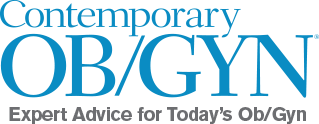 Contemporary
OB/GYN®
Expert Advice for Today's Ob/Gyn